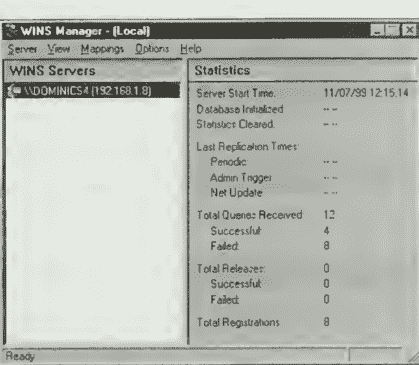 WINS Manager - (Local)
Server View Mappings Options Help
WINS Servers
\\DOMINICS4 (192.168.1.8)
Statistics
Server Start Time: 11/07/99 12:15:14
Database Initialized -- --
Statistics Cleared: -- --
Last Replication Times:
Periodic: -- --
Admin Trigger -- --
Net Update -- --
Total Queries Received: 12
Successful: 4
Failed: 8
Total Releases: 0
Successful: 0
Failed: 0
Total Registrations 8
Ready